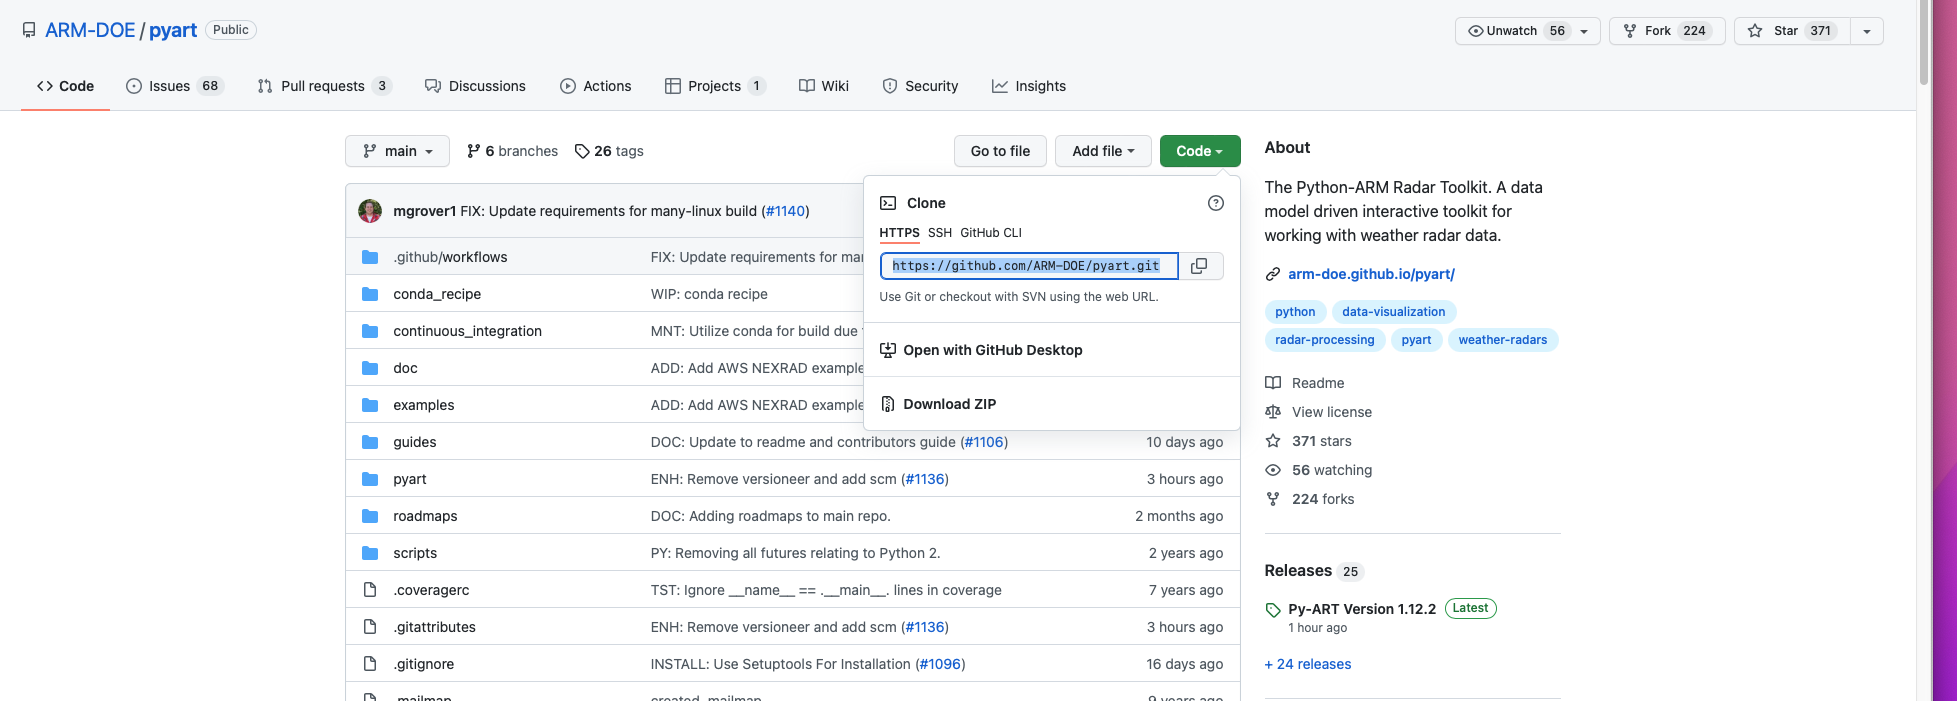 ARM-DOE / pyart Public
Unwatch 56
Fork 224
Star 371
Code
Issues 68
Pull requests 3
Discussions
Actions
Projects 1
Wiki
Security
Insights
main
6 branches
26 tags
Go to file
Add file
Code
Clone
HTTPS SSH GitHub CLI
https://github.com/ARM-DOE/pyart.git
Use Git or checkout with SVN using the web URL.
Open with GitHub Desktop
Download ZIP
mgrover1 FIX: Update requirements for many-linux build (#1140)
.github/workflows FIX: Update requirements for
conda_recipe WIP: conda recipe
continuous_integration MNT: Utilize conda for build due
doc ADD: Add AWS NEXRAD example
examples ADD: Add AWS NEXRAD example
guides DOC: Update to readme and contributors guide (#1106) 10 days ago
pyart ENH: Remove versioneer and add scm (#1136) 3 hours ago
roadmaps DOC: Adding roadmaps to main repo. 2 months ago
scripts PY: Removing all futures relating to Python 2. 2 years ago
.coveragerc TST: Ignore __name__ == .__main__. lines in coverage 7 years ago
.gitattributes ENH: Remove versioneer and add scm (#1136) 3 hours ago
.gitignore INSTALL: Use Setuptools For Installation (#1096) 16 days ago
.mailmap created .mailmap 9 years ago
About
The Python-ARM Radar Toolkit. A data
model driven interactive toolkit for
working with weather radar data.
arm-doe.github.io/pyart/
python data-visualization
radar-processing pyart weather-radars
Readme
View license
371 stars
56 watching
224 forks
Releases 25
Py-ART Version 1.12.2 Latest
1 hour ago
+ 24 releases